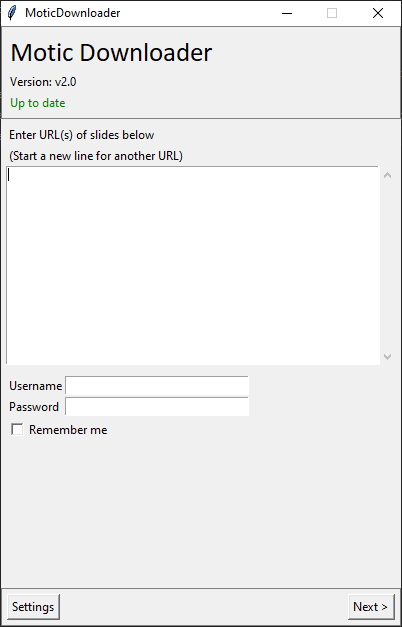 MoticDownloader
Motic Downloader
Version: v2.0
Up to date
Enter URL(s) of slides below
(Start a new line for another URL)
Username
Password
Remember me
Settings
Next >